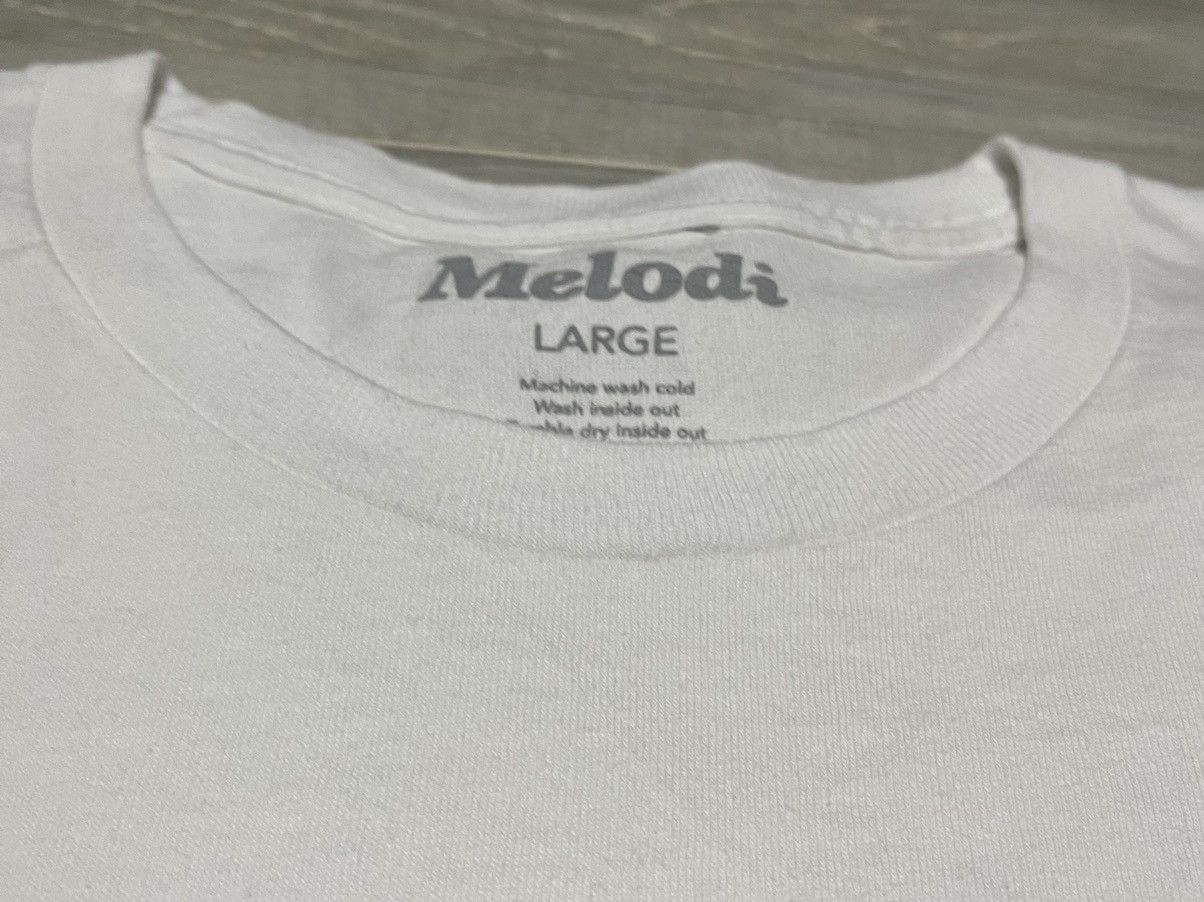 Melodi
LARGE
Machine wash cold
Wash inside out
dry Inside out